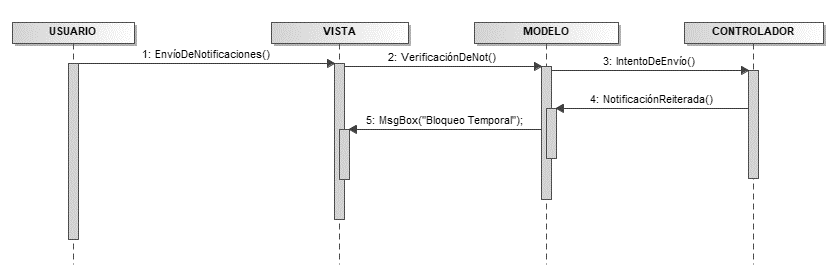 USUARIO
VISTA
MODELO
CONTROLADOR
1: EnvíoDeNotificaciones()
2: VerificaciónDeNot()
3: IntentoDeEnvío()
4: NotificaciónReiterada()
5: MsgBox("Bloqueo Temporal");